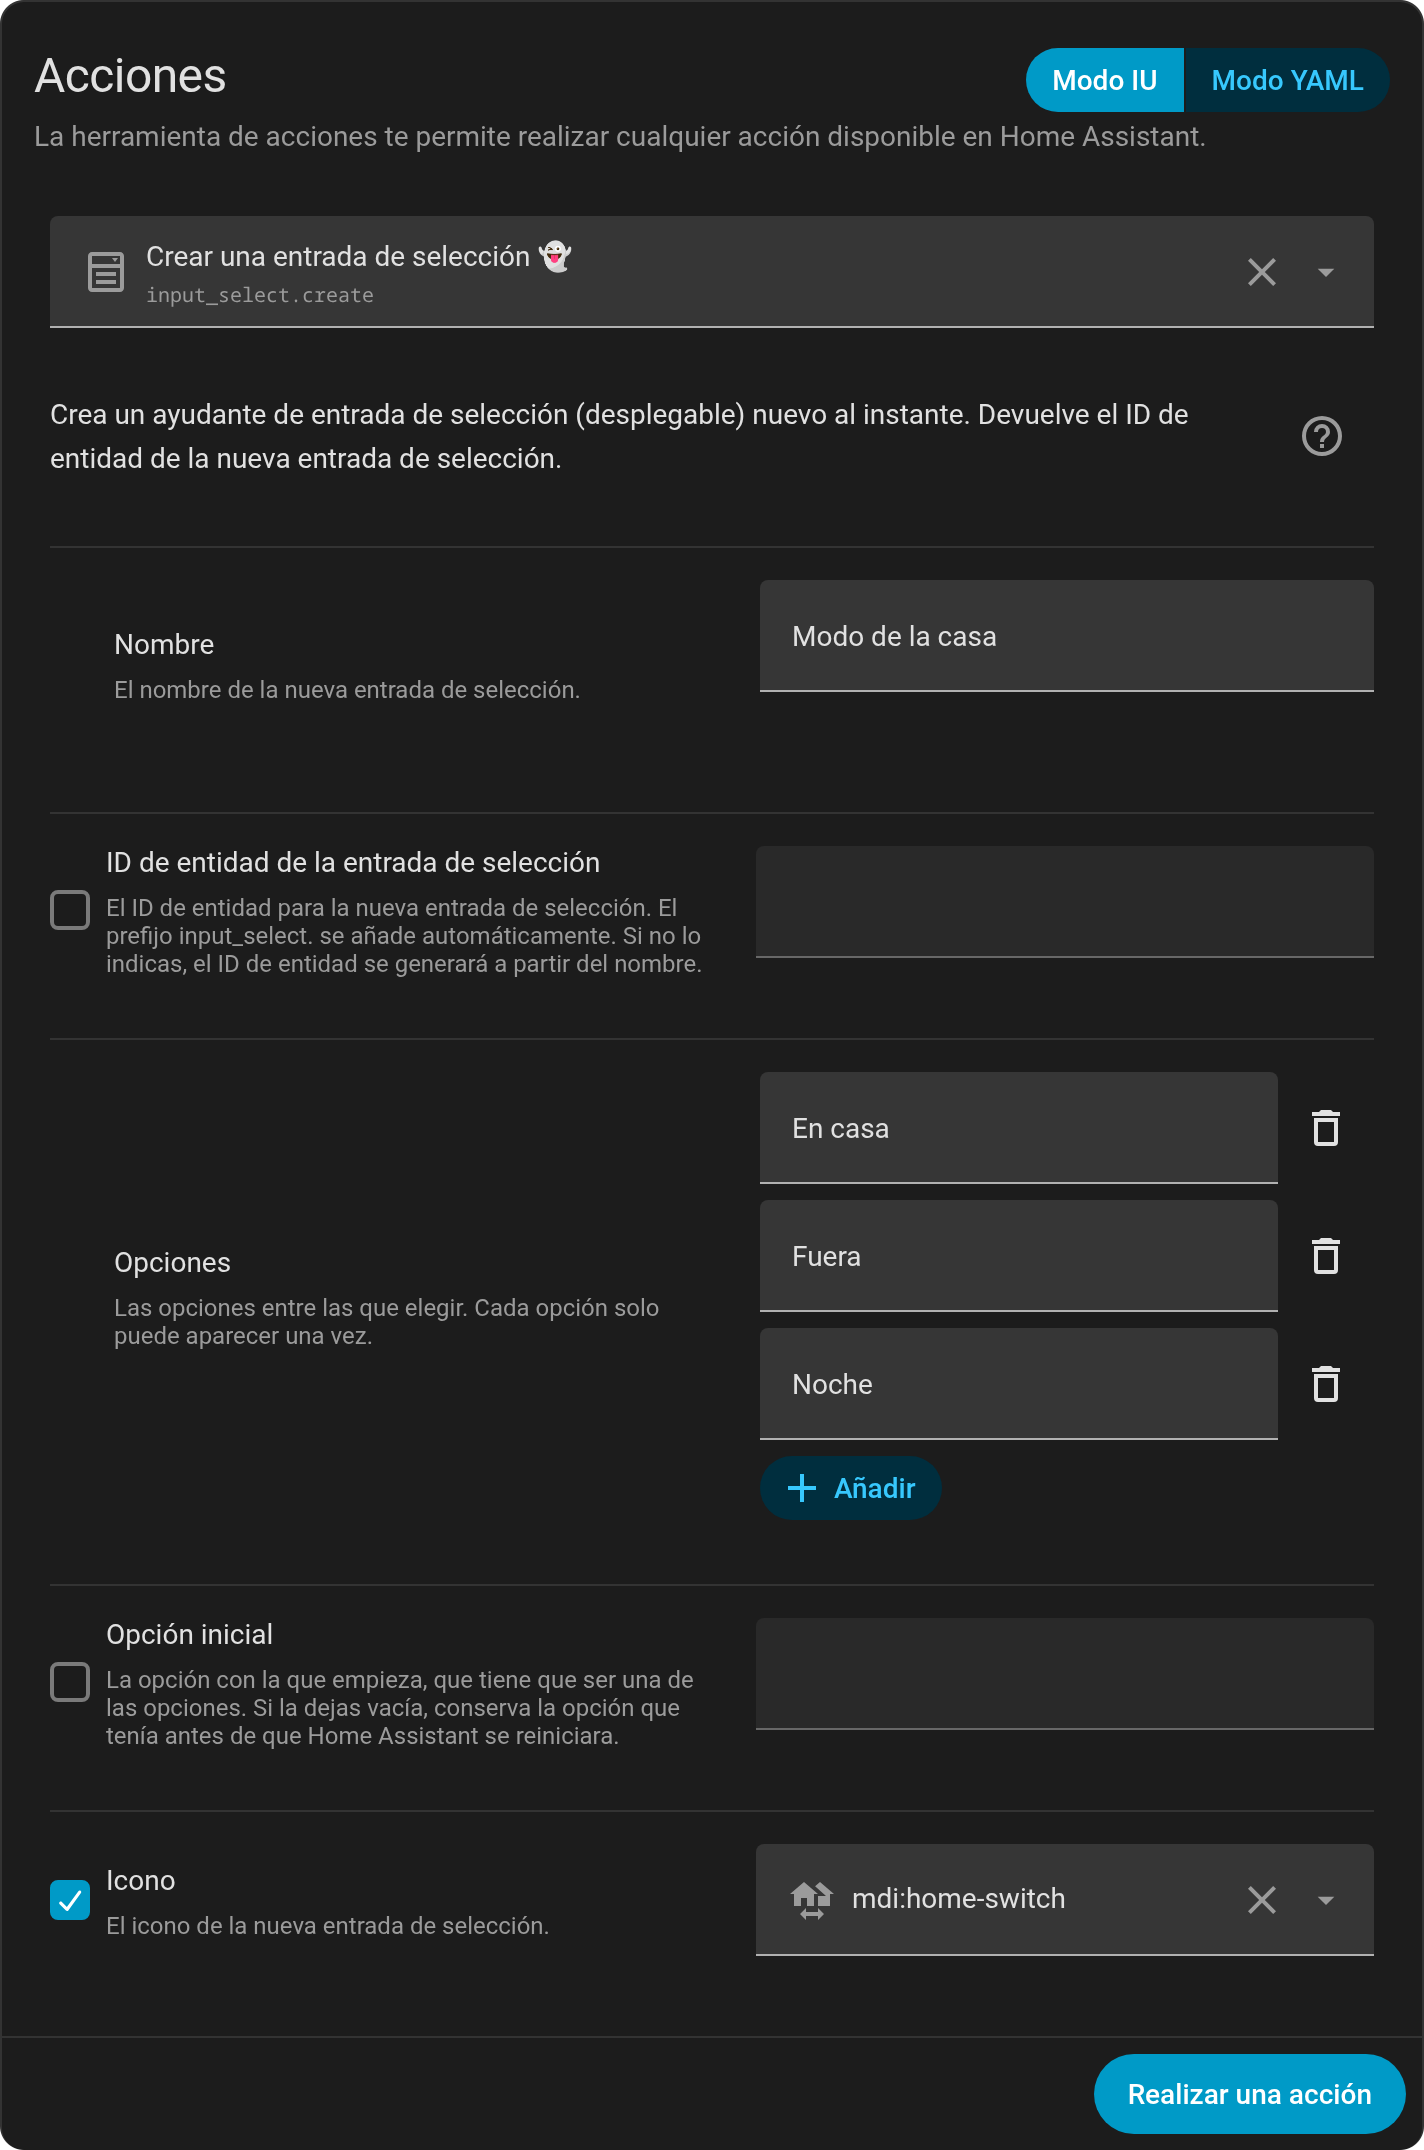 Acciones
Modo IU
Modo YAML
La herramienta de acciones te permite realizar cualquier acción disponible en Home Assistant.
Crear una entrada de selección 👻
input_select.create
Crea un ayudante de entrada de selección (desplegable) nuevo al instante. Devuelve el ID de
entidad de la nueva entrada de selección.
Nombre
El nombre de la nueva entrada de selección.
Modo de la casa
ID de entidad de la entrada de selección
El ID de entidad para la nueva entrada de selección. El
prefijo input_select. se añade automáticamente. Si no lo
indicas, el ID de entidad se generará a partir del nombre.
Opciones
Las opciones entre las que elegir. Cada opción solo
puede aparecer una vez.
En casa
Fuera
Noche
Añadir
Opción inicial
La opción con la que empieza, que tiene que ser una de
las opciones. Si la dejas vacía, conserva la opción que
tenía antes de que Home Assistant se reiniciara.
Icono
El icono de la nueva entrada de selección.
mdi:home-switch
Realizar una acción